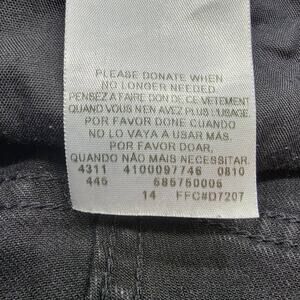 PLEASE DONATE WHEN
NO LONGER NEEDED.
PENSEZ A FAIRE DON DE CE VETEMENT
QUAND VOUS N'EN AVEZ PLUS L'USAGE.
POR FAVOR DONE CUANDO
NO LO VAYA A USAR MÁS.
POR FAVOR DOAR,
QUANDO NÃO MAIS NECESSITAR.
4311 4100097746 0810
445 585750005
14 FFC#D7207